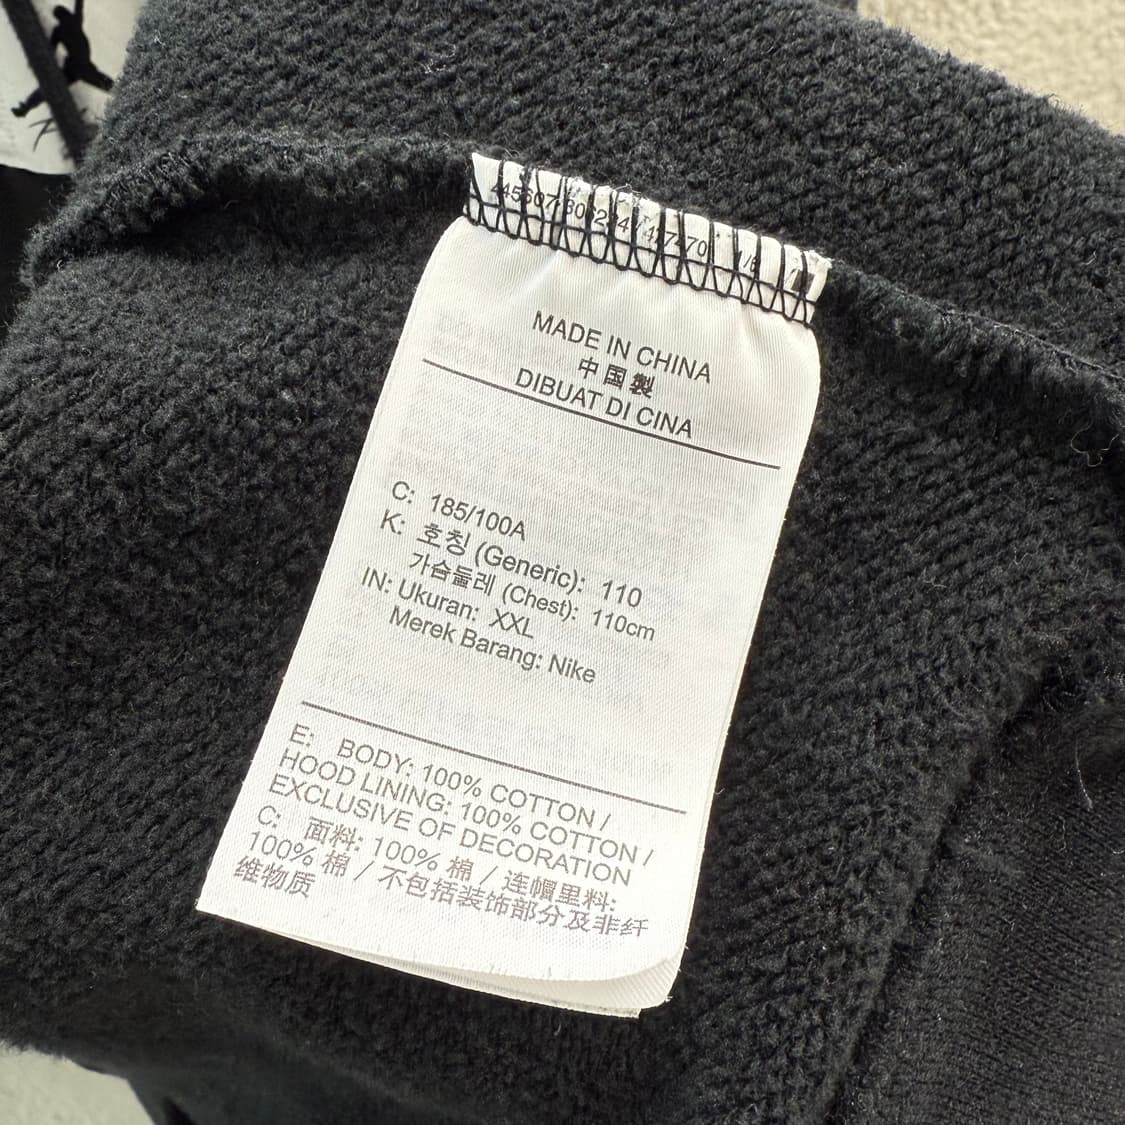 MADE IN CHINA
中国製
DIBUAT DI CINA
C: 185/100A
K: 호칭 (Generic): 110
가슴둘레 (Chest): 110cm
IN: Ukuran: XXL
Merek Barang: Nike
E: BODY: 100% COTTON /
HOOD LINING: 100% COTTON /
EXCLUSIVE OF DECORATION
C: 面料: 100% 棉 / 连帽里料:
100% 棉 / 不包括装饰部分及非纤
维物质